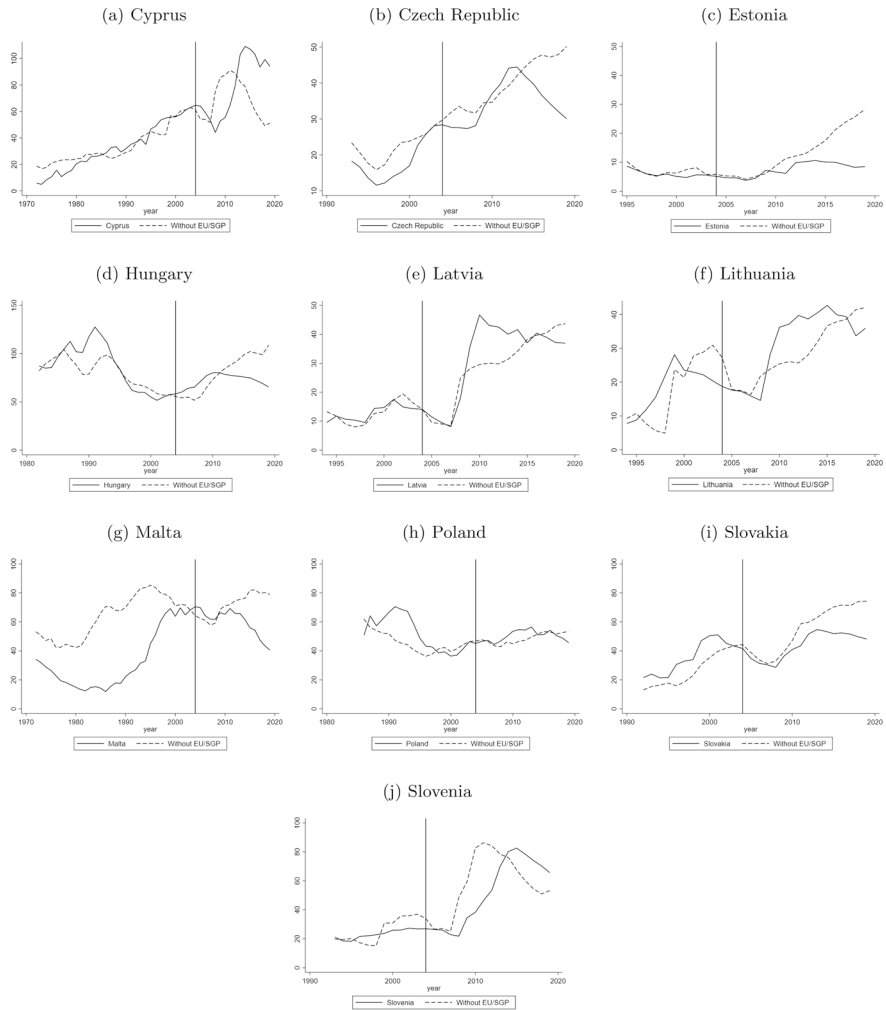 (a) Cyprus
(b) Czech Republic
(c) Estonia
100
80
60
40
20
0
1970 1980 1990 2000 2010 2020
year
Cyprus Without EU/SGP
50
40
30
20
10
1990 2000 2010 2020
year
Czech Republic Without EU/SGP
50
40
30
20
10
0
1995 2000 2005 2010 2015 2020
year
Estonia Without EU/SGP
(d) Hungary
(e) Latvia
(f) Lithuania
150
100
50
0
1980 1990 2000 2010 2020
year
Hungary Without EU/SGP
50
40
30
20
10
0
1995 2000 2005 2010 2015 2020
year
Latvia Without EU/SGP
40
30
20
10
0
1995 2000 2005 2010 2015 2020
year
Lithuania Without EU/SGP
(g) Malta
(h) Poland
(i) Slovakia
100
80
60
40
20
0
1970 1980 1990 2000 2010 2020
year
Malta Without EU/SGP
100
80
60
40
20
0
1980 1990 2000 2010 2020
year
Poland Without EU/SGP
100
80
60
40
20
0
1990 2000 2010 2020
year
Slovakia Without EU/SGP
(j) Slovenia
100
80
60
40
20
0
1990 2000 2010 2020
year
Slovenia Without EU/SGP